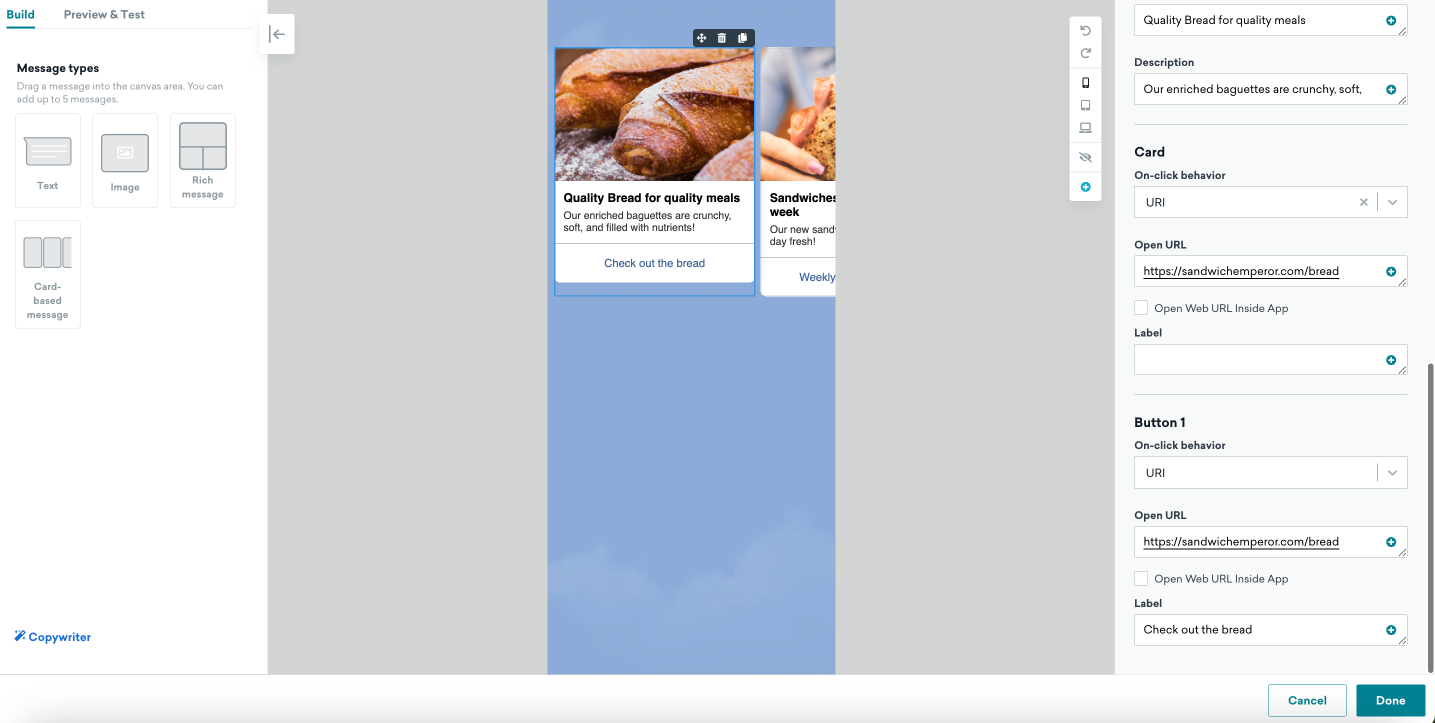 Build
Preview & Test
Message types
Drag a message into the canvas area. You can
add up to 5 messages.
Text
Image
Rich
message
Card-
based
message
Copywriter
Quality Bread for quality meals
Our enriched baguettes are crunchy,
soft, and filled with nutrients!
Check out the bread
Sandwiches
week
Our new sandw
day fresh!
Weekly
Quality Bread for quality meals
Description
Our enriched baguettes are crunchy, soft,
Card
On-click behavior
URI
Open URL
https://sandwichemperor.com/bread
Open Web URL Inside App
Label
Button 1
On-click behavior
URI
Open URL
https://sandwichemperor.com/bread
Open Web URL Inside App
Label
Check out the bread
Cancel
Done